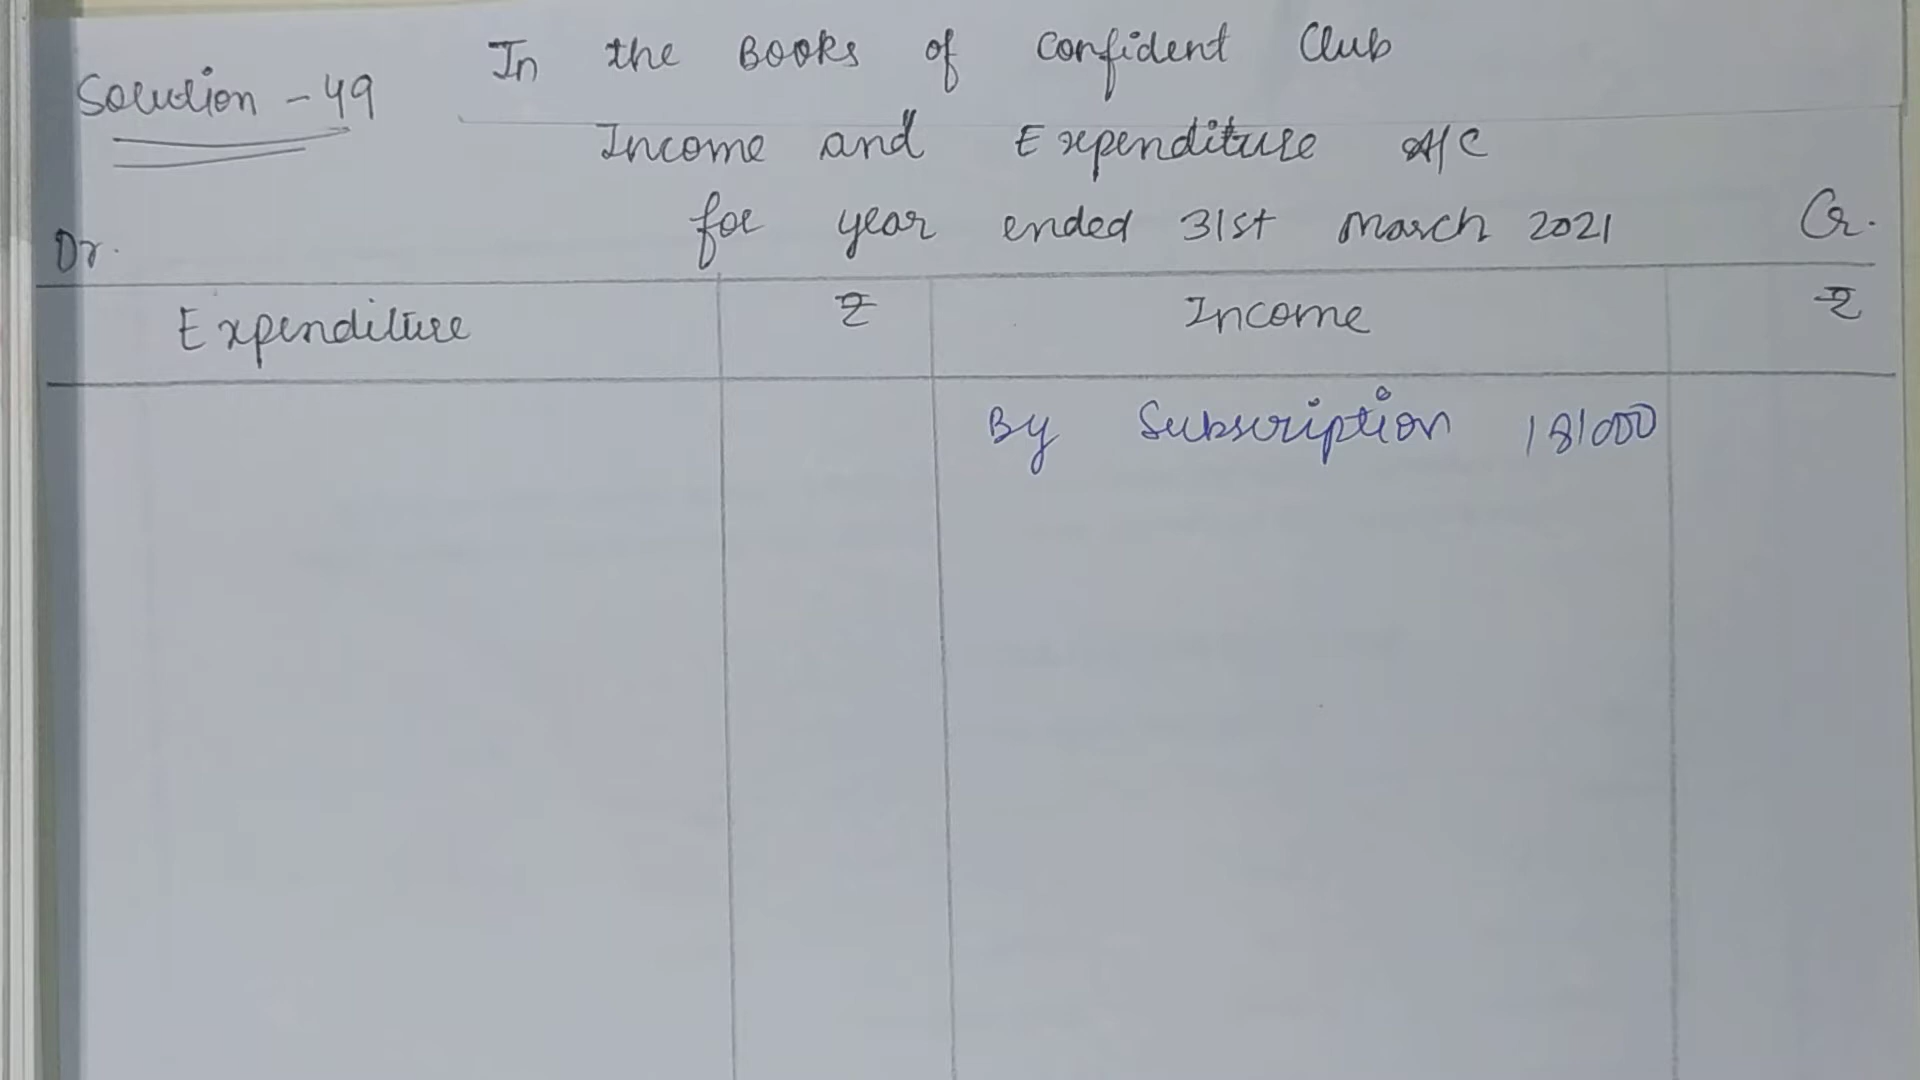 Solution - 49
In the Books of Confident Club
Income and Expenditure A/C
for year ended 31st March 2021
Dr.
Cr.
Expenditure ₹ Income ₹
By Subscription 181000